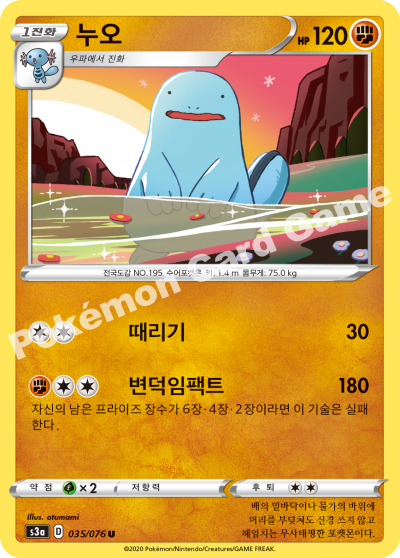 1진화 누오 HP 120
우파에서 진화
전국도감 NO.195 수어포켓몬 키: 1.4 m 몸무게: 75.0 kg
Pokémon Card Game
때리기 30
변덕임팩트 180
자신의 남은 프라이즈 장수가 6장·4장·2장이라면 이 기술은 실패
한다.
약점 ×2 저항력 후퇴
Illus. otumami
s3a D 035/076 U
배의 밑바닥이나 물가의 바위에
머리를 부딪쳐도 신경 쓰지 않고
헤엄치는 무사태평한 포켓몬이다.
©2020 Pokémon/Nintendo/Creatures/GAME FREAK.